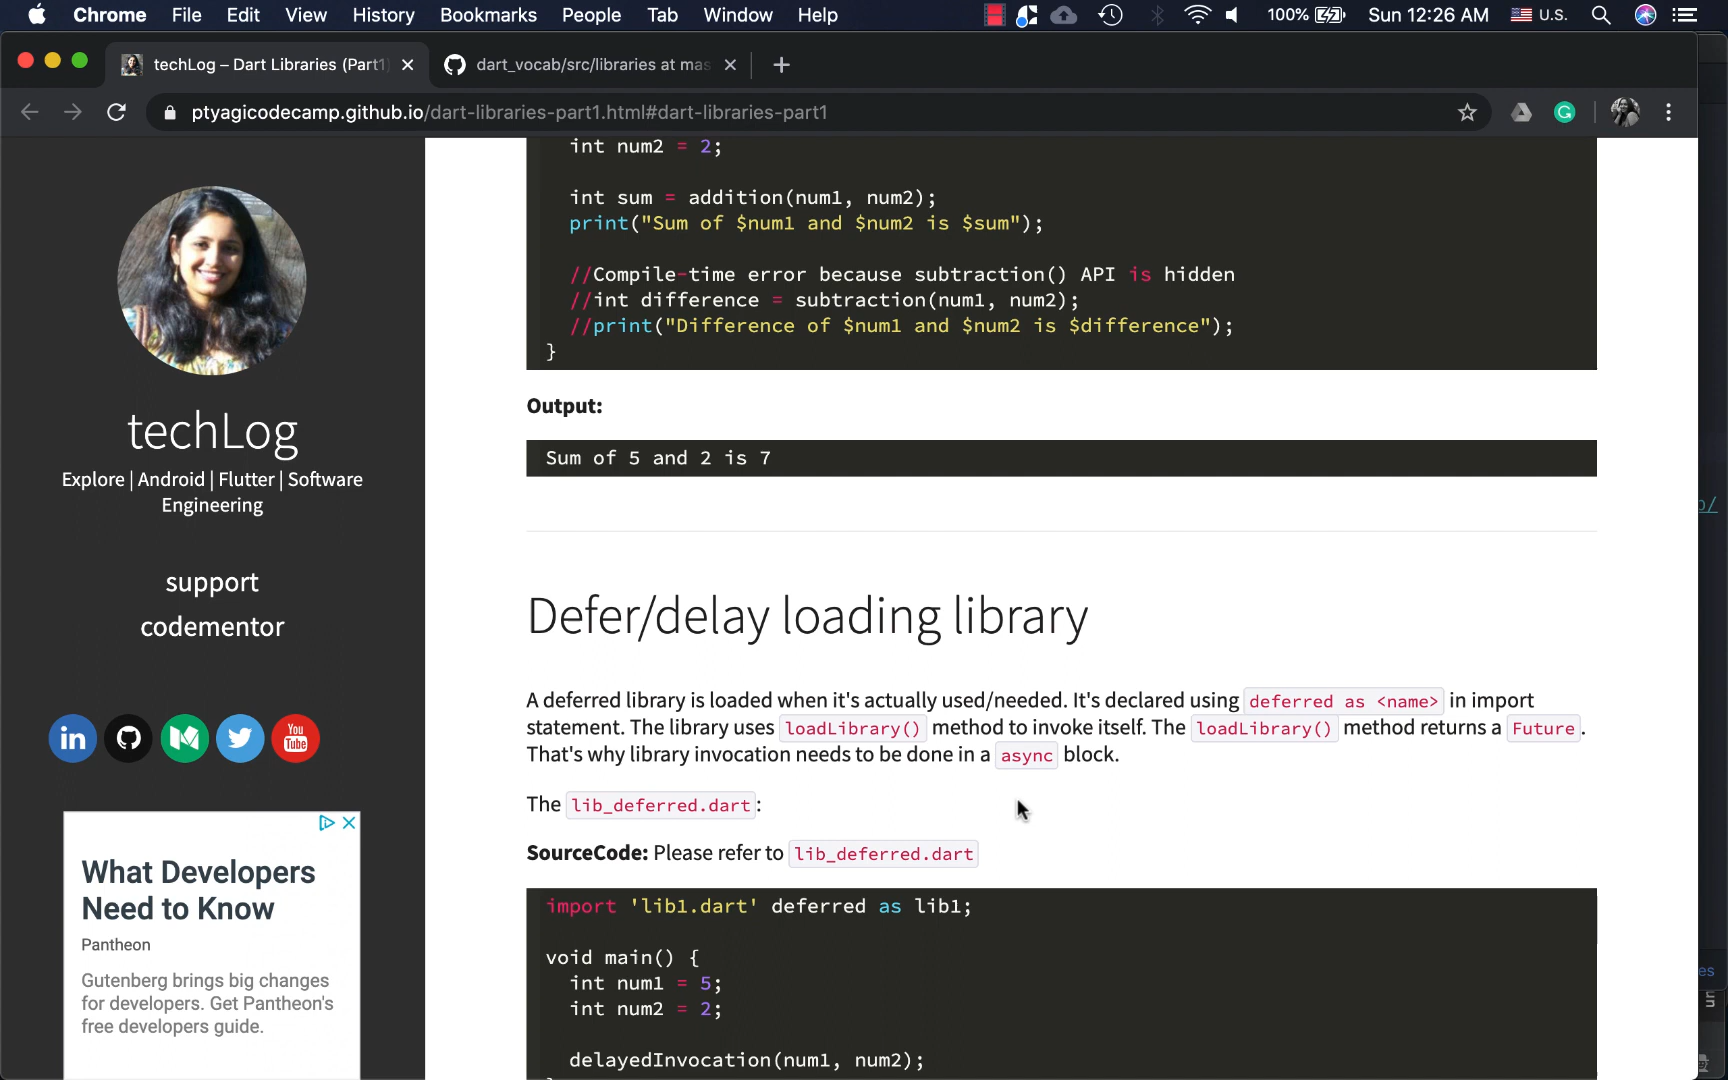 Chrome File Edit View History Bookmarks People Tab Window Help 100% Sun 12:26 AM U.S.
techLog – Dart Libraries (Part1) dart_vocab/src/libraries at mas
ptyagicodecamp.github.io/dart-libraries-part1.html#dart-libraries-part1
techLog
Explore | Android | Flutter | Software
Engineering
support
codementor
in
You
Tube
What Developers
Need to Know
Pantheon
Gutenberg brings big changes
for developers. Get Pantheon's
free developers guide.
int num2 = 2;
int sum = addition(num1, num2);
print("Sum of $num1 and $num2 is $sum");
//Compile-time error because subtraction() API is hidden
//int difference = subtraction(num1, num2);
//print("Difference of $num1 and $num2 is $difference");
}
Output:
Sum of 5 and 2 is 7
Defer/delay loading library
A deferred library is loaded when it's actually used/needed. It's declared using deferred as <name> in import
statement. The library uses loadLibrary() method to invoke itself. The loadLibrary() method returns a Future.
That's why library invocation needs to be done in a async block.
The lib_deferred.dart:
SourceCode: Please refer to lib_deferred.dart
import 'lib1.dart' deferred as lib1;
void main() {
int num1 = 5;
int num2 = 2;
delayedInvocation(num1, num2);